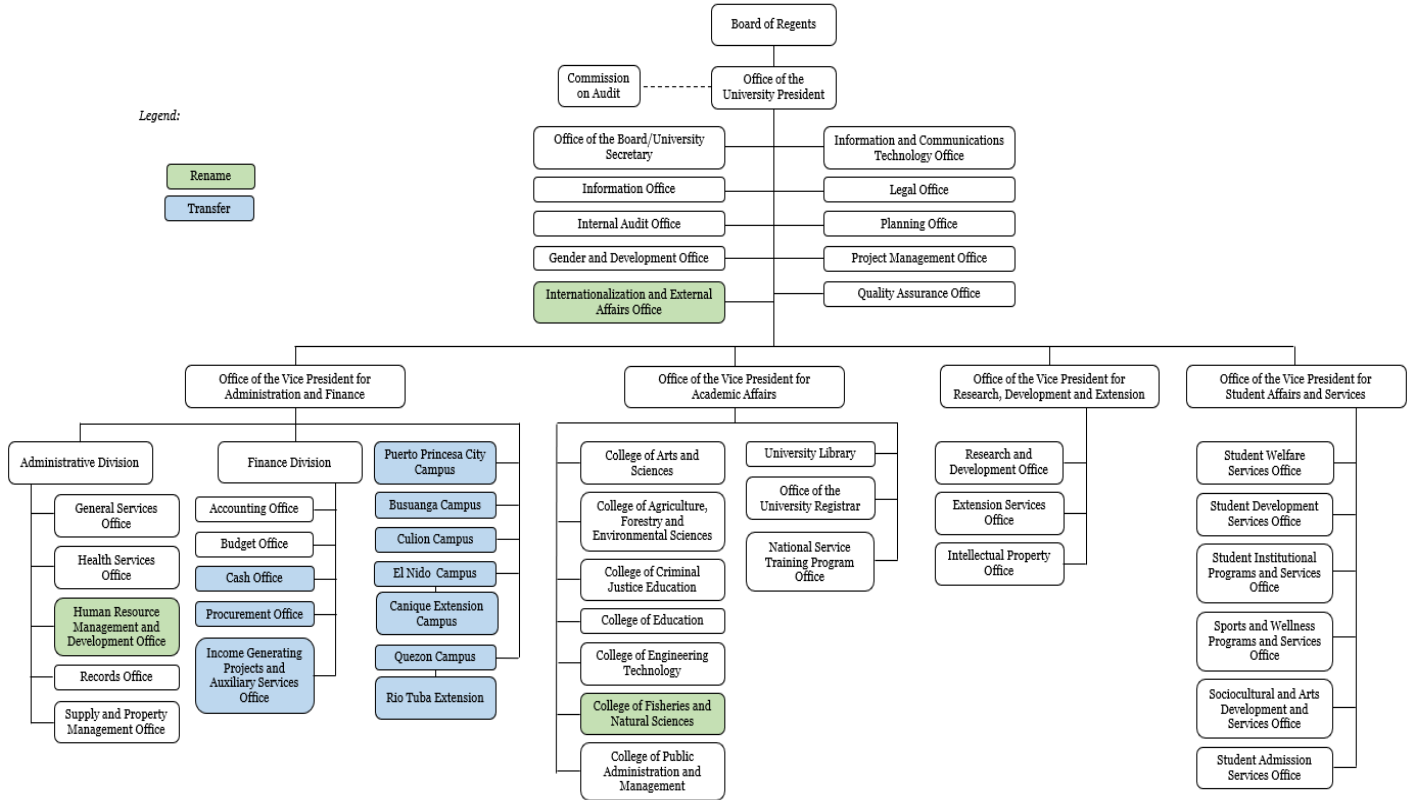 Board of Regents
Commission
on Audit
Office of the
University President
Legend:
Rename
Transfer
Office of the Board/University
Secretary
Information and Communications
Technology Office
Information Office
Legal Office
Internal Audit Office
Planning Office
Gender and Development Office
Project Management Office
Internationalization and External
Affairs Office
Quality Assurance Office
Office of the Vice President for
Administration and Finance
Office of the Vice President for
Academic Affairs
Office of the Vice President for
Research, Development and Extension
Office of the Vice President for
Student Affairs and Services
Administrative Division
General Services
Office
Health Services
Office
Human Resource
Management and
Development Office
Records Office
Supply and Property
Management Office
Finance Division
Accounting Office
Budget Office
Cash Office
Procurement Office
Income Generating
Projects and
Auxiliary Services
Office
Puerto Princesa City
Campus
Busuanga Campus
Culion Campus
El Nido Campus
Canique Extension
Campus
Quezon Campus
Rio Tuba Extension
College of Arts and
Sciences
College of Agriculture,
Forestry and
Environmental Sciences
College of Criminal
Justice Education
College of Education
College of Engineering
Technology
College of Fisheries and
Natural Sciences
College of Public
Administration and
Management
University Library
Office of the
University Registrar
National Service
Training Program
Office
Research and
Development Office
Extension Services
Office
Intellectual Property
Office
Student Welfare
Services Office
Student Development
Services Office
Student Institutional
Programs and Services
Office
Sports and Wellness
Programs and Services
Office
Sociocultural and Arts
Development and
Services Office
Student Admission
Services Office